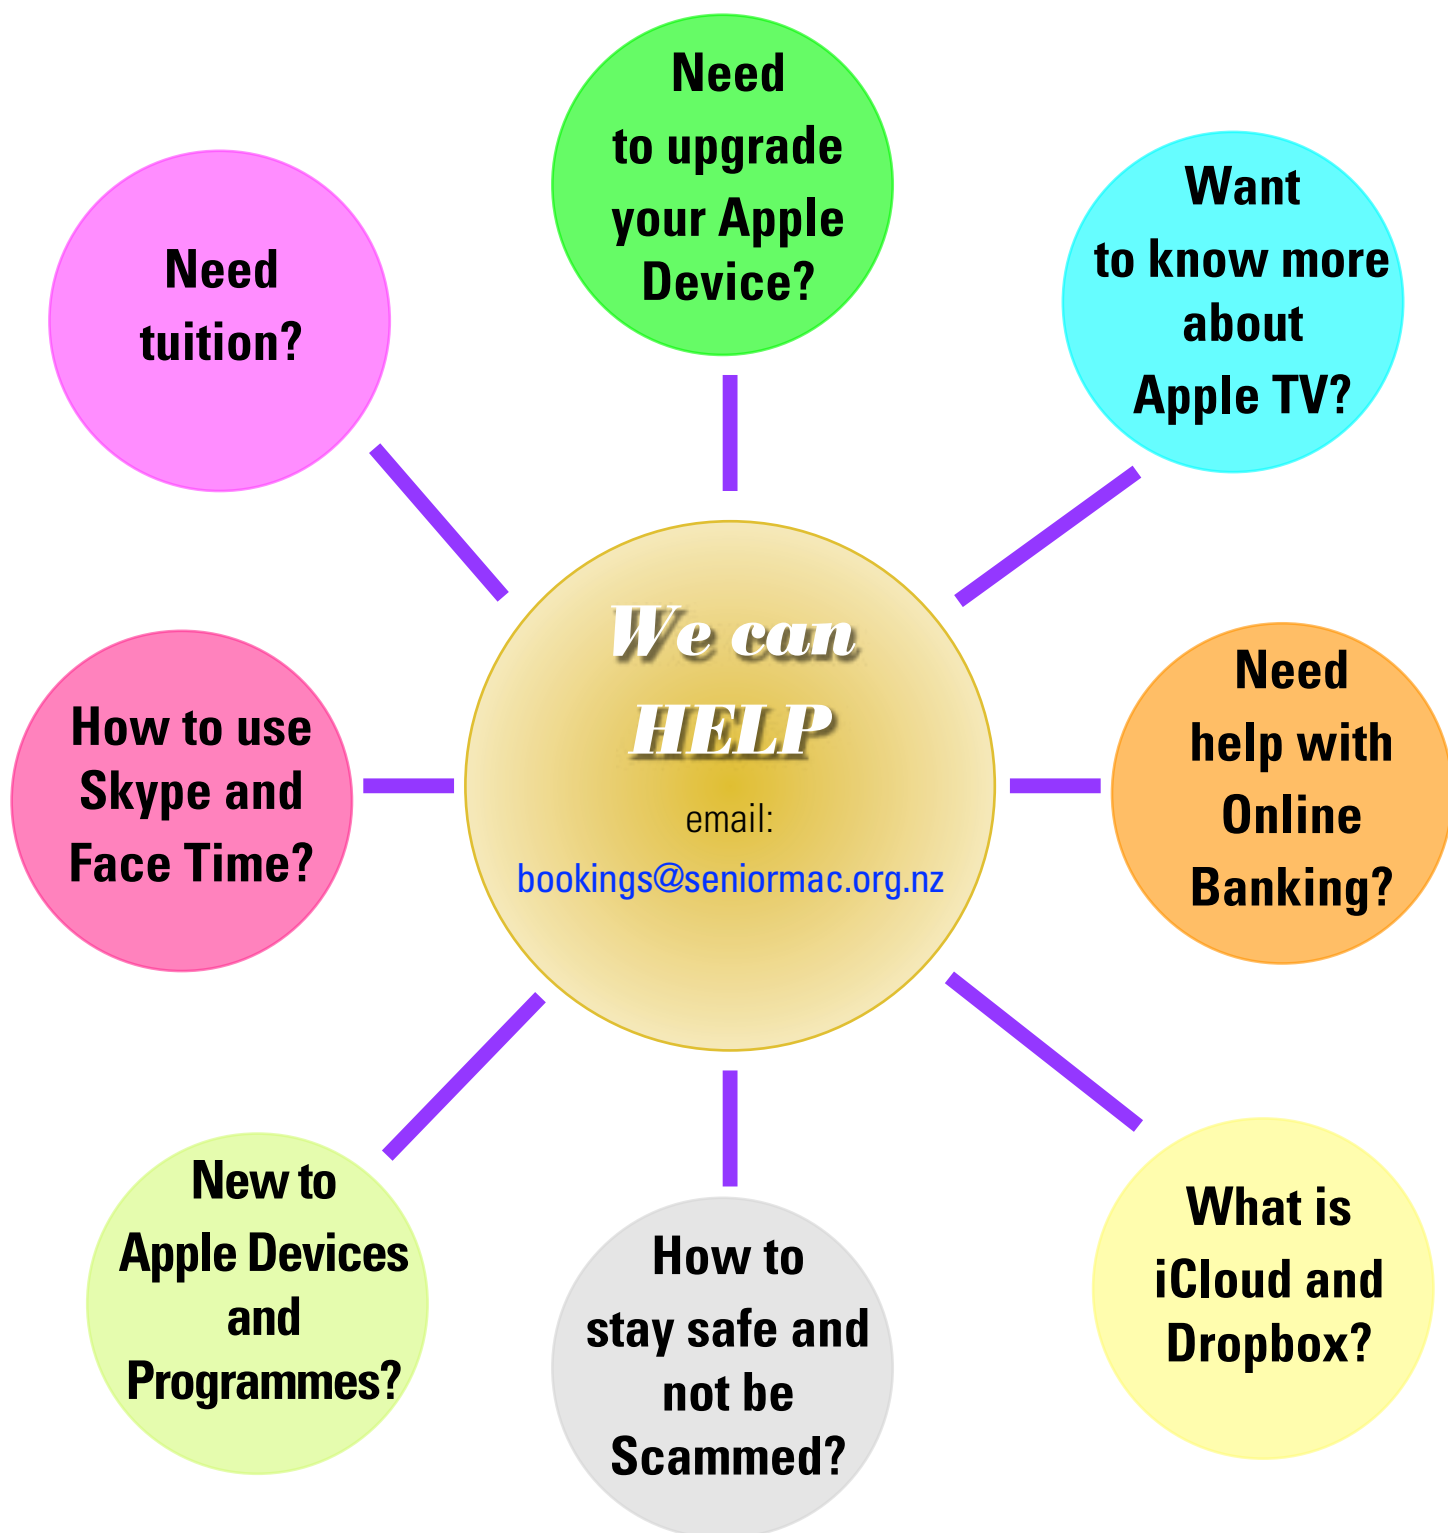 Need
to upgrade
your Apple
Device?
Want
to know more
about
Apple TV?
Need
tuition?
We can
HELP
email:
bookings@seniormac.org.nz
How to use
Skype and
Face Time?
Need
help with
Online
Banking?
New to
Apple Devices
and
Programmes?
How to
stay safe and
not be
Scammed?
What is
iCloud and
Dropbox?